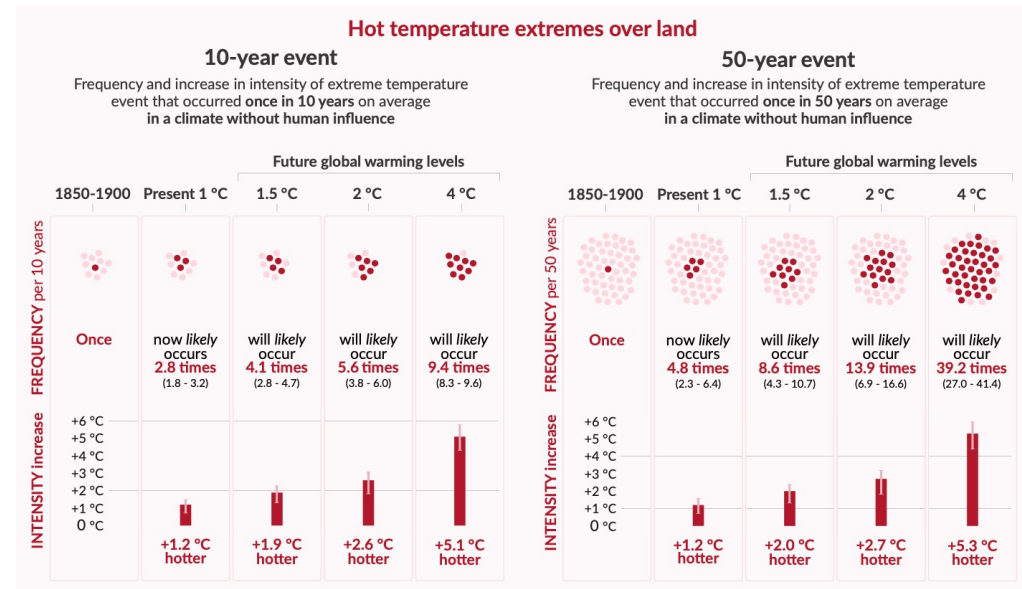 Hot temperature extremes over land
10-year event
Frequency and increase in intensity of extreme temperature
event that occurred once in 10 years on average
in a climate without human influence
Future global warming levels
1850-1900 Present 1 °C 1.5 °C 2 °C 4 °C
FREQUENCY per 10 years
Once
now likely
occurs
2.8 times
(1.8 - 3.2)
will likely
occur
4.1 times
(2.8 - 4.7)
will likely
occur
5.6 times
(3.8 - 6.0)
will likely
occur
9.4 times
(8.3 - 9.6)
INTENSITY increase
+6 °C
+5 °C
+4 °C
+3 °C
+2 °C
+1 °C
0 °C
+1.2 °C
hotter
+1.9 °C
hotter
+2.6 °C
hotter
+5.1 °C
hotter
50-year event
Frequency and increase in intensity of extreme temperature
event that occurred once in 50 years on average
in a climate without human influence
Future global warming levels
1850-1900 Present 1 °C 1.5 °C 2 °C 4 °C
FREQUENCY per 50 years
Once
now likely
occurs
4.8 times
(2.3 - 6.4)
will likely
occur
8.6 times
(4.3 - 10.7)
will likely
occur
13.9 times
(6.9 - 16.6)
will likely
occur
39.2 times
(27.0 - 41.4)
INTENSITY increase
+6 °C
+5 °C
+4 °C
+3 °C
+2 °C
+1 °C
0 °C
+1.2 °C
hotter
+2.0 °C
hotter
+2.7 °C
hotter
+5.3 °C
hotter